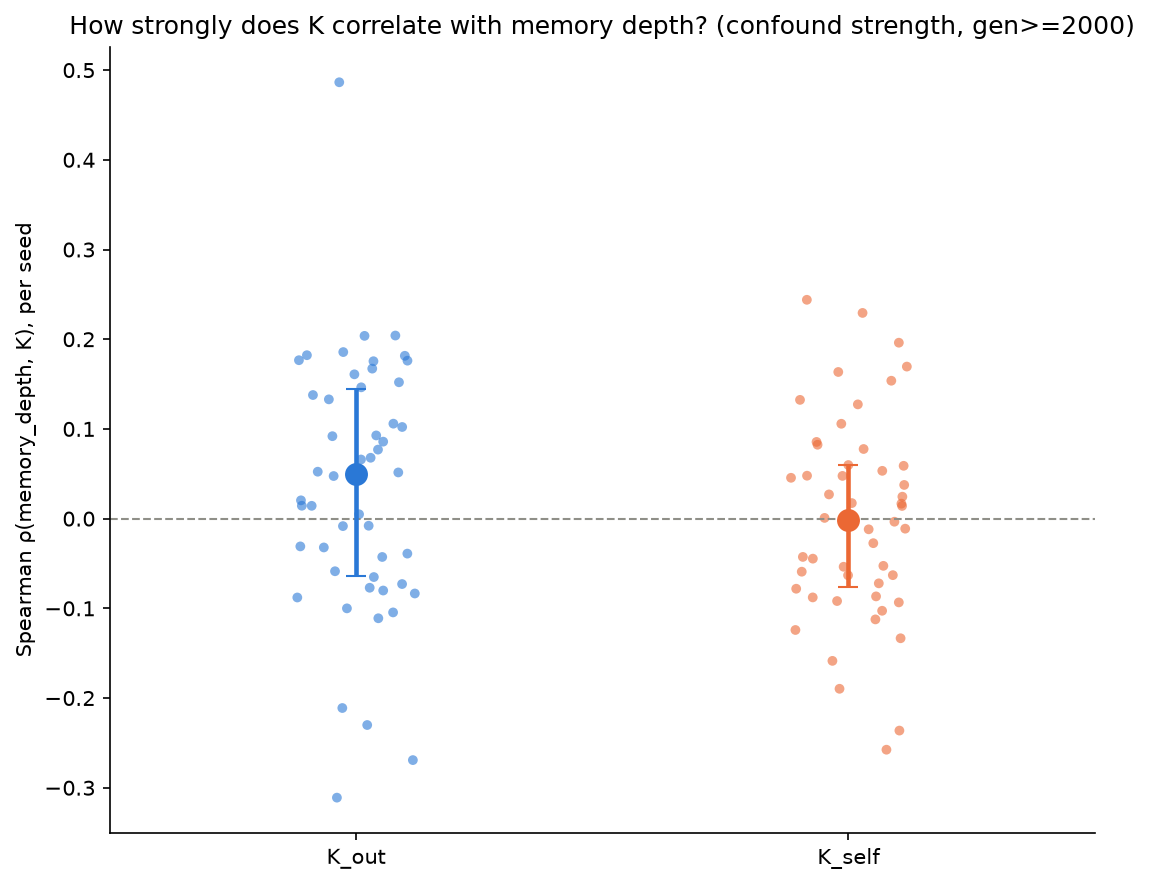 How strongly does K correlate with memory depth? (confound strength, gen>=2000)
Spearman ρ(memory_depth, K), per seed
0.5
0.4
0.3
0.2
0.1
0.0
−0.1
−0.2
−0.3
K_out
K_self